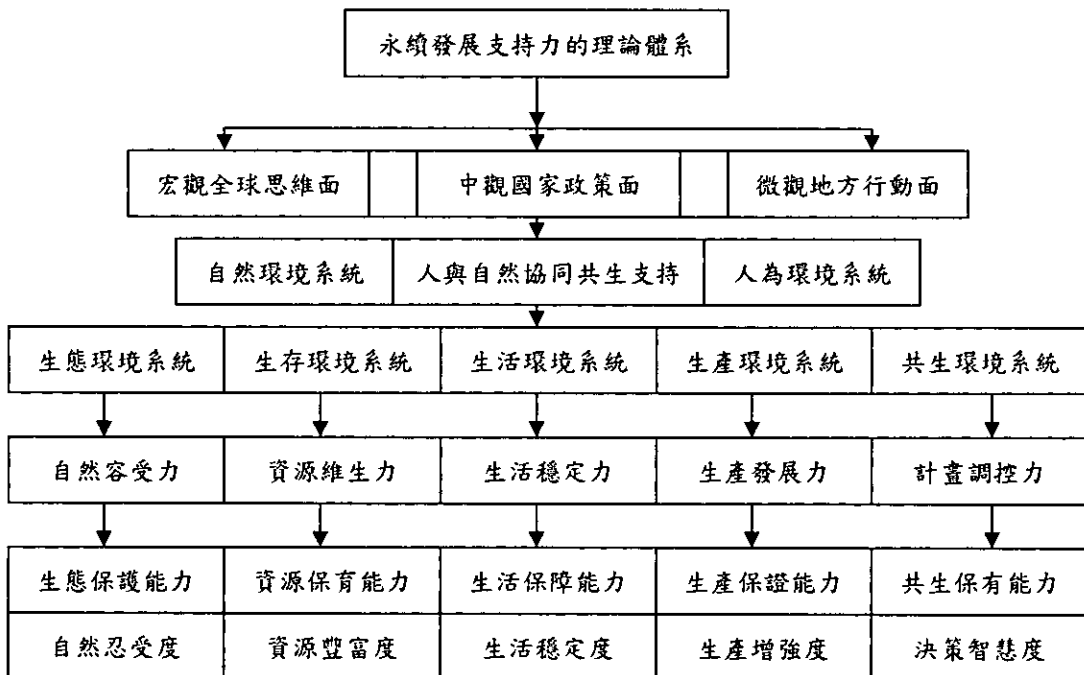 永續發展支持力的理論體系
宏觀全球思維面 中觀國家政策面 微觀地方行動面
自然環境系統 人與自然協同共生支持 人為環境系統
生態環境系統 生存環境系統 生活環境系統 生產環境系統 共生環境系統
自然容受力 資源維生力 生活穩定力 生產發展力 計畫調控力
生態保護能力 資源保育能力 生活保障能力 生產保證能力 共生保有能力
自然忍受度 資源豐富度 生活穩定度 生產增強度 決策智慧度